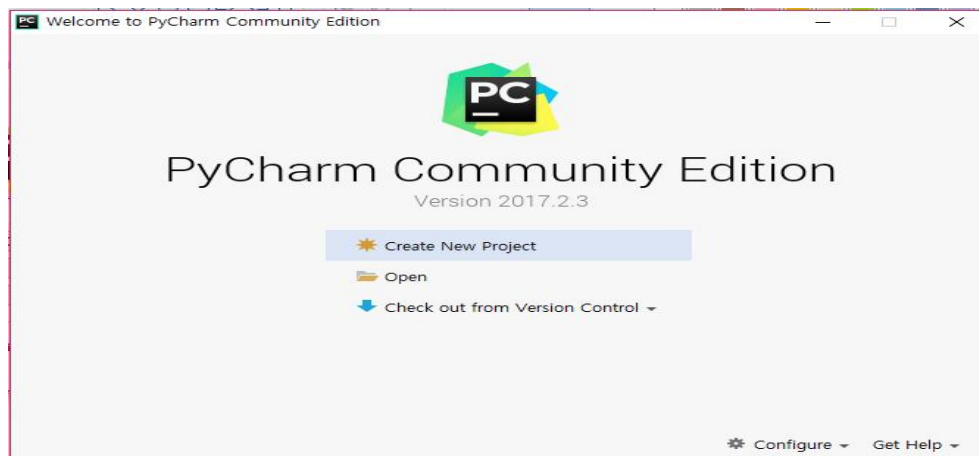 PC Welcome to PyCharm Community Edition
PC
PyCharm Community Edition
Version 2017.2.3
Create New Project
Open
Check out from Version Control
Configure Get Help